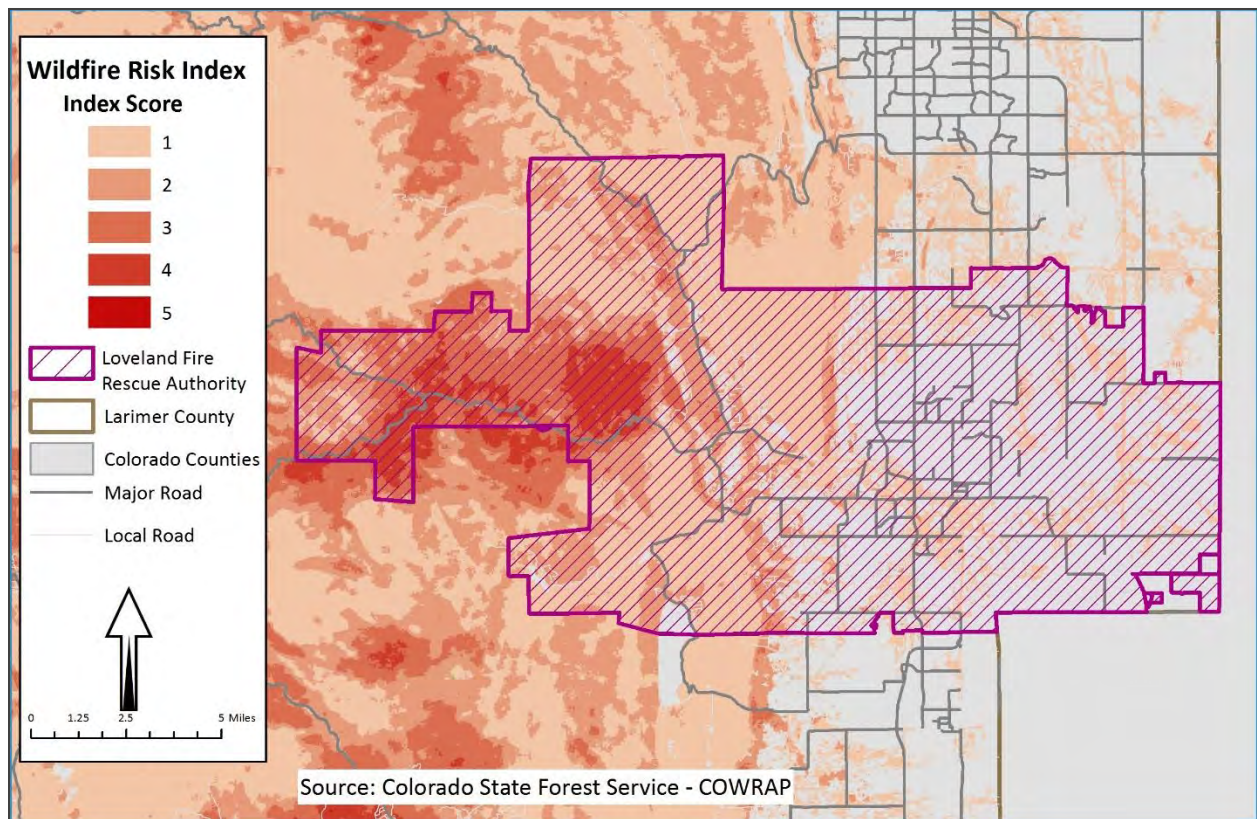 Wildfire Risk Index
Index Score
1
2
3
4
5
Loveland Fire
Rescue Authority
Larimer County
Colorado Counties
Major Road
Local Road
0 1.25 2.5 5 Miles
Source: Colorado State Forest Service - COWRAP